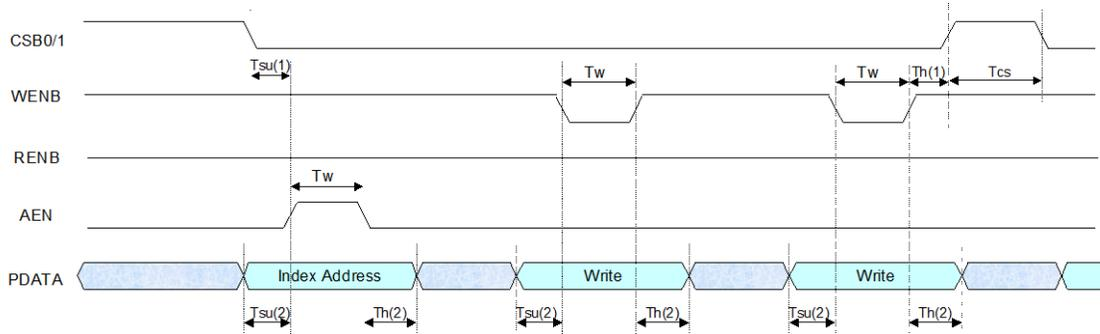 CSB0/1
Tsu(1) Tw Tw Th(1) Tcs
WENB
RENB
Tw
AEN
PDATA Index Address Write Write
Tsu(2) Th(2) Tsu(2) Th(2) Tsu(2) Th(2)